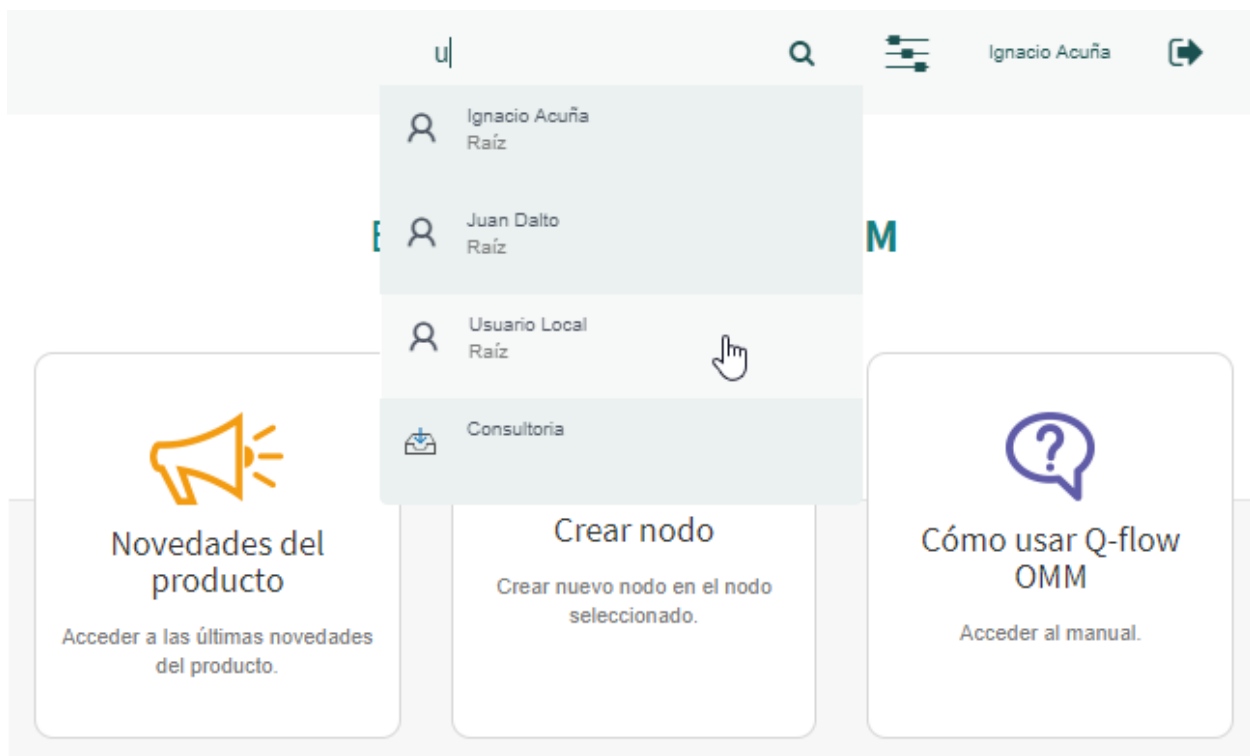 u
Ignacio Acuña
Ignacio Acuña
Raíz
Juan Dalto
Raíz
M
Usuario Local
Raíz
Consultoria
Novedades del
producto
Acceder a las últimas novedades
del producto.
Crear nodo
Crear nuevo nodo en el nodo
seleccionado.
Cómo usar Q-flow
OMM
Acceder al manual.